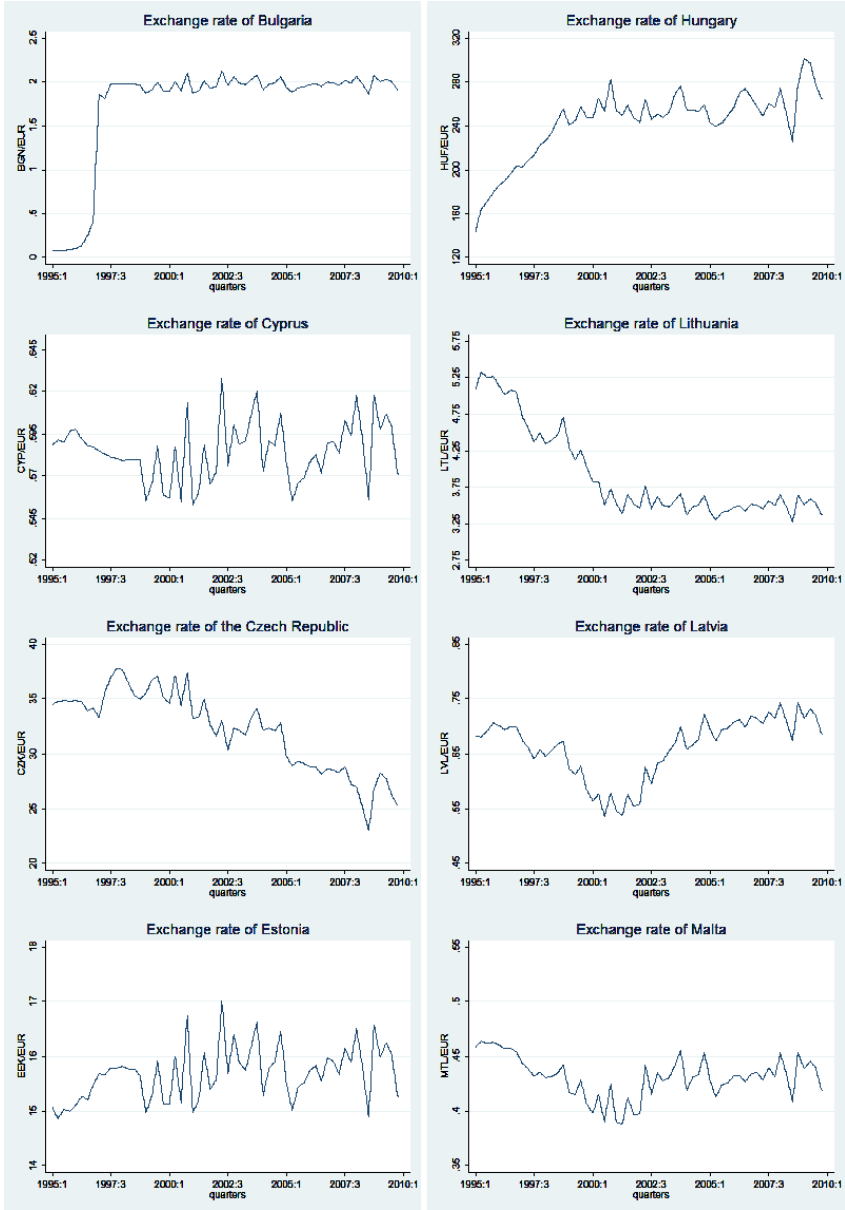 Exchange rate of Bulgaria
BGN/EUR
2.5
2
1.5
1
.5
0
1995:1 1997:3 2000:1 2002:3 2005:1 2007:3 2010:1
quarters
Exchange rate of Hungary
HUF/EUR
320
280
240
200
160
120
1995:1 1997:3 2000:1 2002:3 2005:1 2007:3 2010:1
quarters
Exchange rate of Cyprus
CYP/EUR
.645
.62
.595
.57
.545
.52
1995:1 1997:3 2000:1 2002:3 2005:1 2007:3 2010:1
quarters
Exchange rate of Lithuania
LTL/EUR
5.75
5.25
4.75
4.25
3.75
3.25
2.75
1995:1 1997:3 2000:1 2002:3 2005:1 2007:3 2010:1
quarters
Exchange rate of the Czech Republic
CZK/EUR
40
35
30
25
20
1995:1 1997:3 2000:1 2002:3 2005:1 2007:3 2010:1
quarters
Exchange rate of Latvia
LVL/EUR
.85
.75
.65
.55
.45
1995:1 1997:3 2000:1 2002:3 2005:1 2007:3 2010:1
quarters
Exchange rate of Estonia
EEK/EUR
18
17
16
15
14
1995:1 1997:3 2000:1 2002:3 2005:1 2007:3 2010:1
quarters
Exchange rate of Malta
MTL/EUR
.55
.5
.45
.4
.35
1995:1 1997:3 2000:1 2002:3 2005:1 2007:3 2010:1
quarters